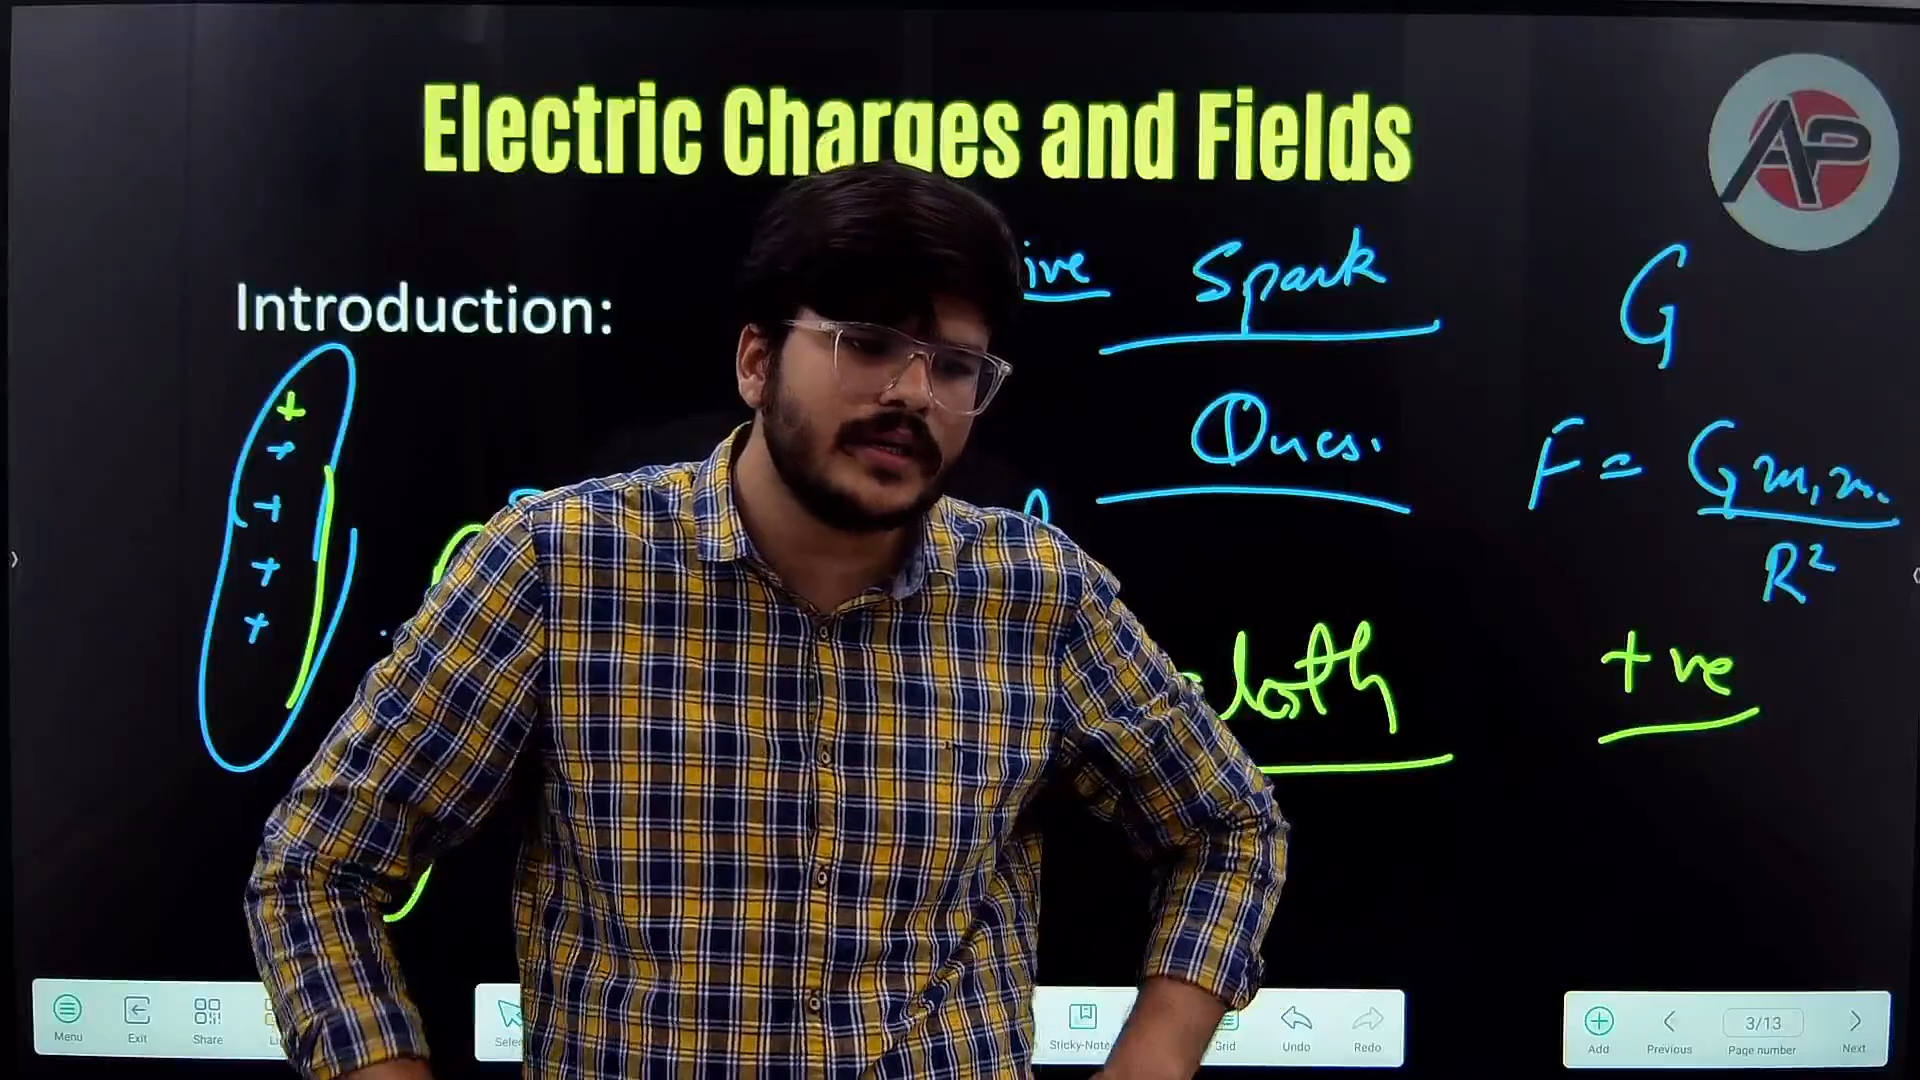 Electric Charges and Fields
AP
Introduction:
ive
Spark
G
Ques.
F = G m, m.
R²
+ + + + +
loth
+ve
Menu
Exit
Share
Sticky-Note
Grid
Undo
Redo
Add
Previous
3/13
Page number
Next